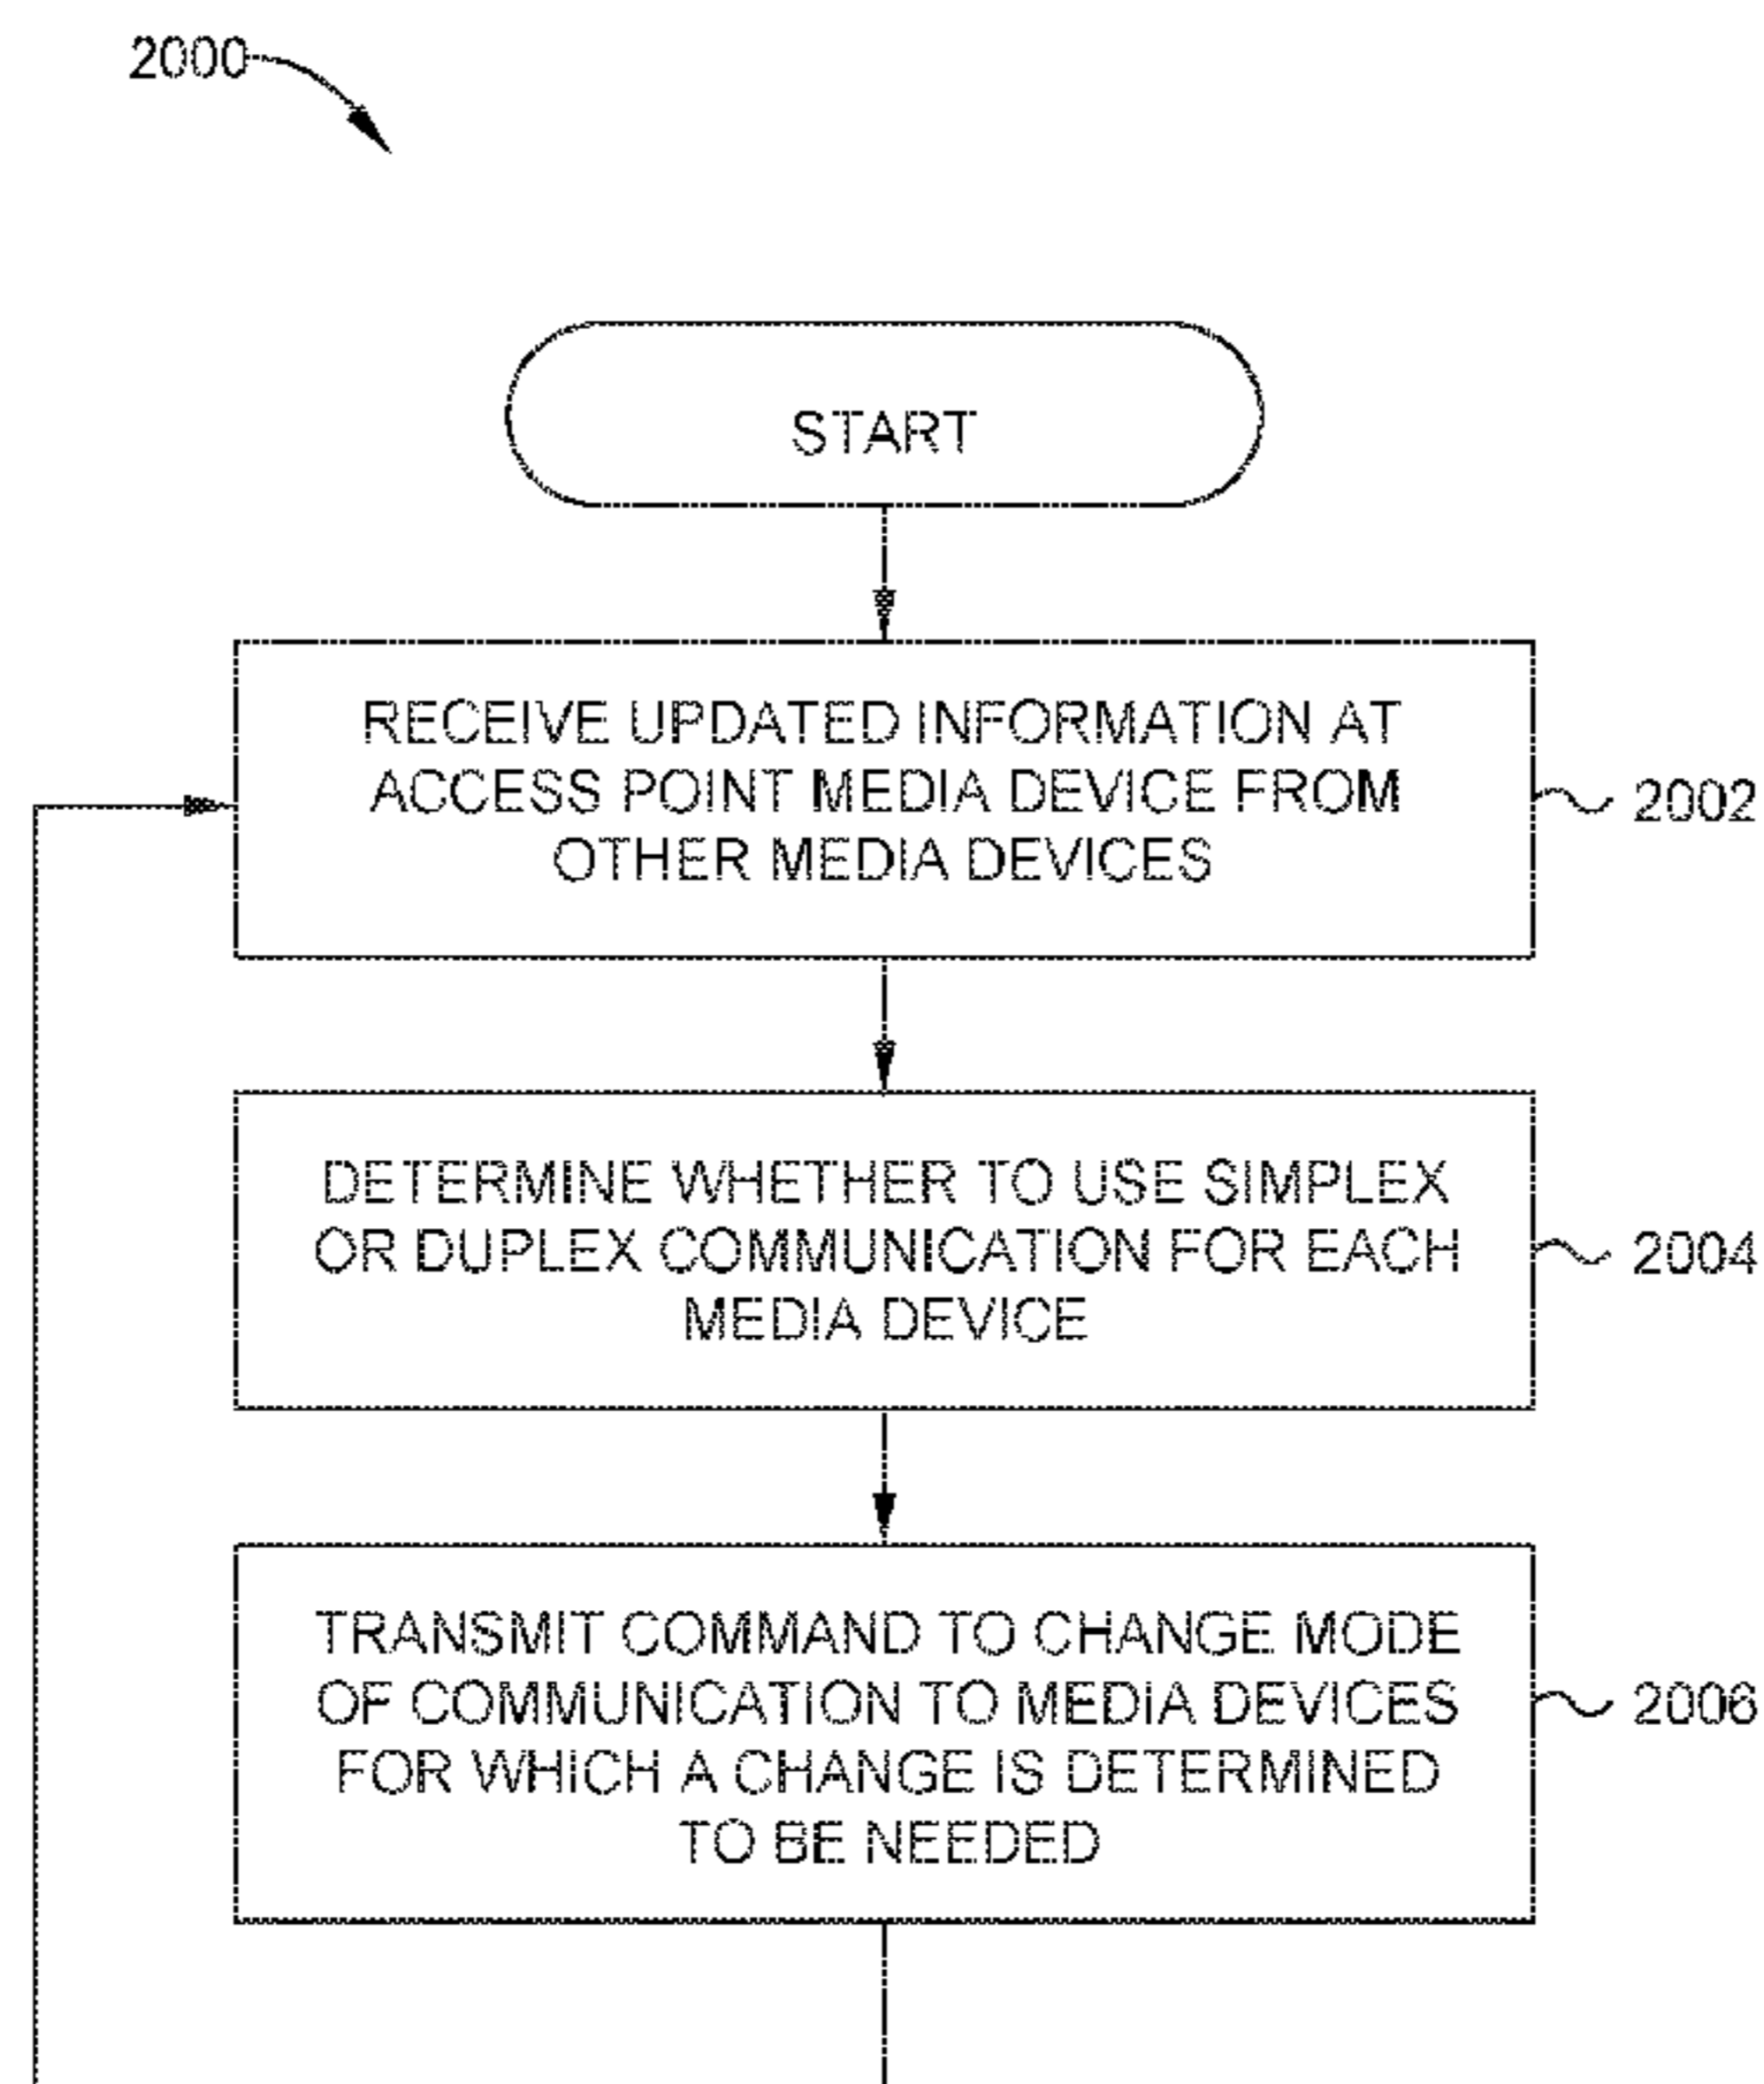 2000
START
RECEIVE UPDATED INFORMATION AT
ACCESS POINT MEDIA DEVICE FROM
OTHER MEDIA DEVICES
2002
DETERMINE WHETHER TO USE SIMPLEX
OR DUPLEX COMMUNICATION FOR EACH
MEDIA DEVICE
2004
TRANSMIT COMMAND TO CHANGE MODE
OF COMMUNICATION TO MEDIA DEVICES
FOR WHICH A CHANGE IS DETERMINED
TO BE NEEDED
2006